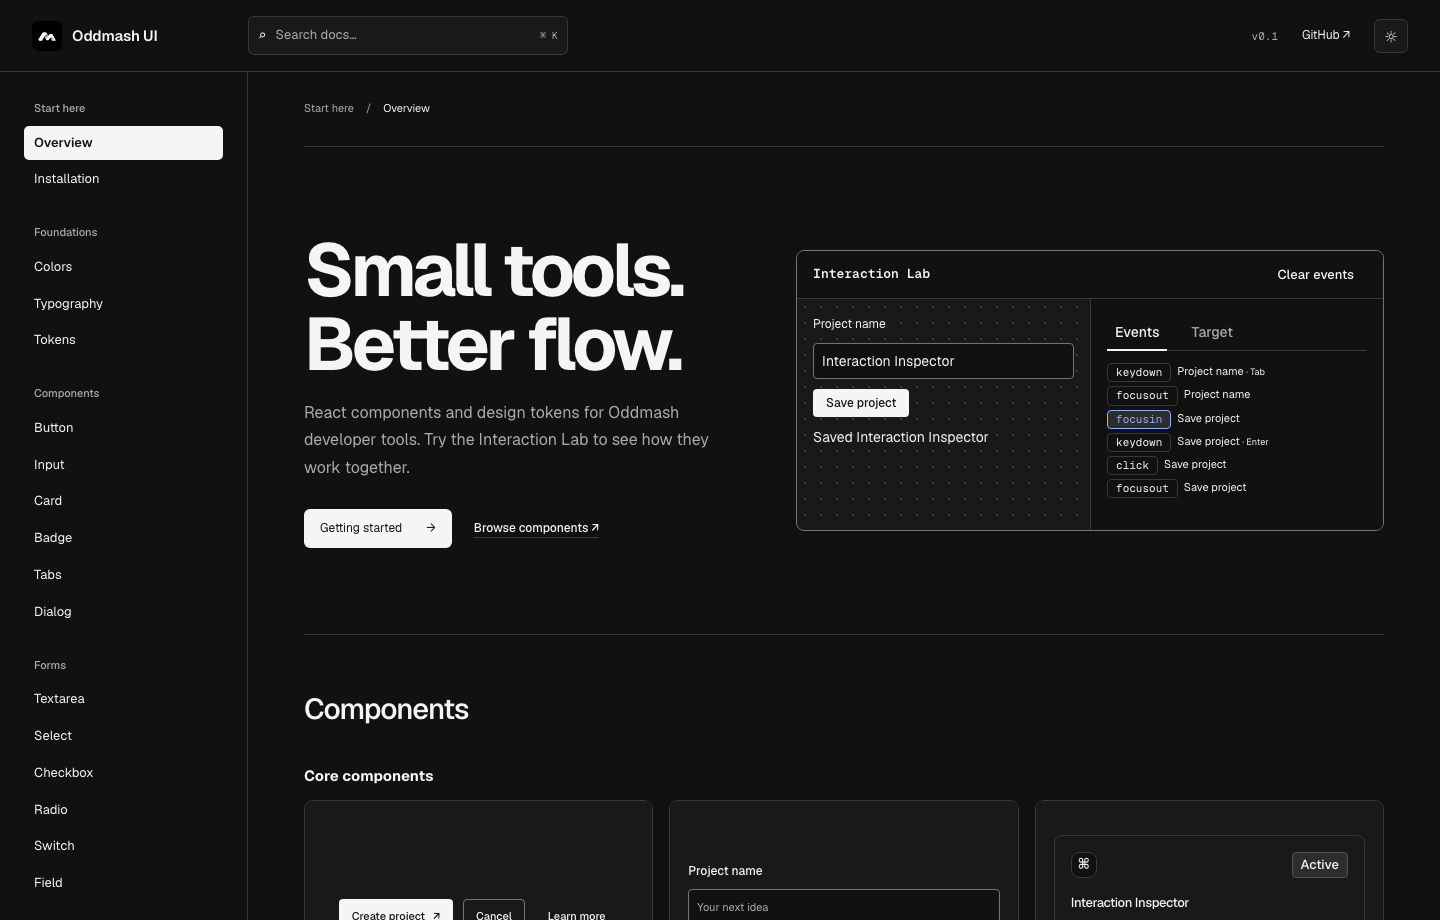 Oddmash UI
Search docs…
⌘ K
v0.1
GitHub ↗
Start here
Overview
Installation
Foundations
Colors
Typography
Tokens
Components
Button
Input
Card
Badge
Tabs
Dialog
Forms
Textarea
Select
Checkbox
Radio
Switch
Field
Start here / Overview
Small tools.
Better flow.
React components and design tokens for Oddmash
developer tools. Try the Interaction Lab to see how they
work together.
Getting started →
Browse components ↗
Interaction Lab
Clear events
Project name
Interaction Inspector
Save project
Saved Interaction Inspector
Events
Target
keydown Project name · Tab
focusout Project name
focusin Save project
keydown Save project · Enter
click Save project
focusout Save project
Components
Core components
Create project ↗
Cancel
Learn more
Project name
Your next idea
⌘
Active
Interaction Inspector